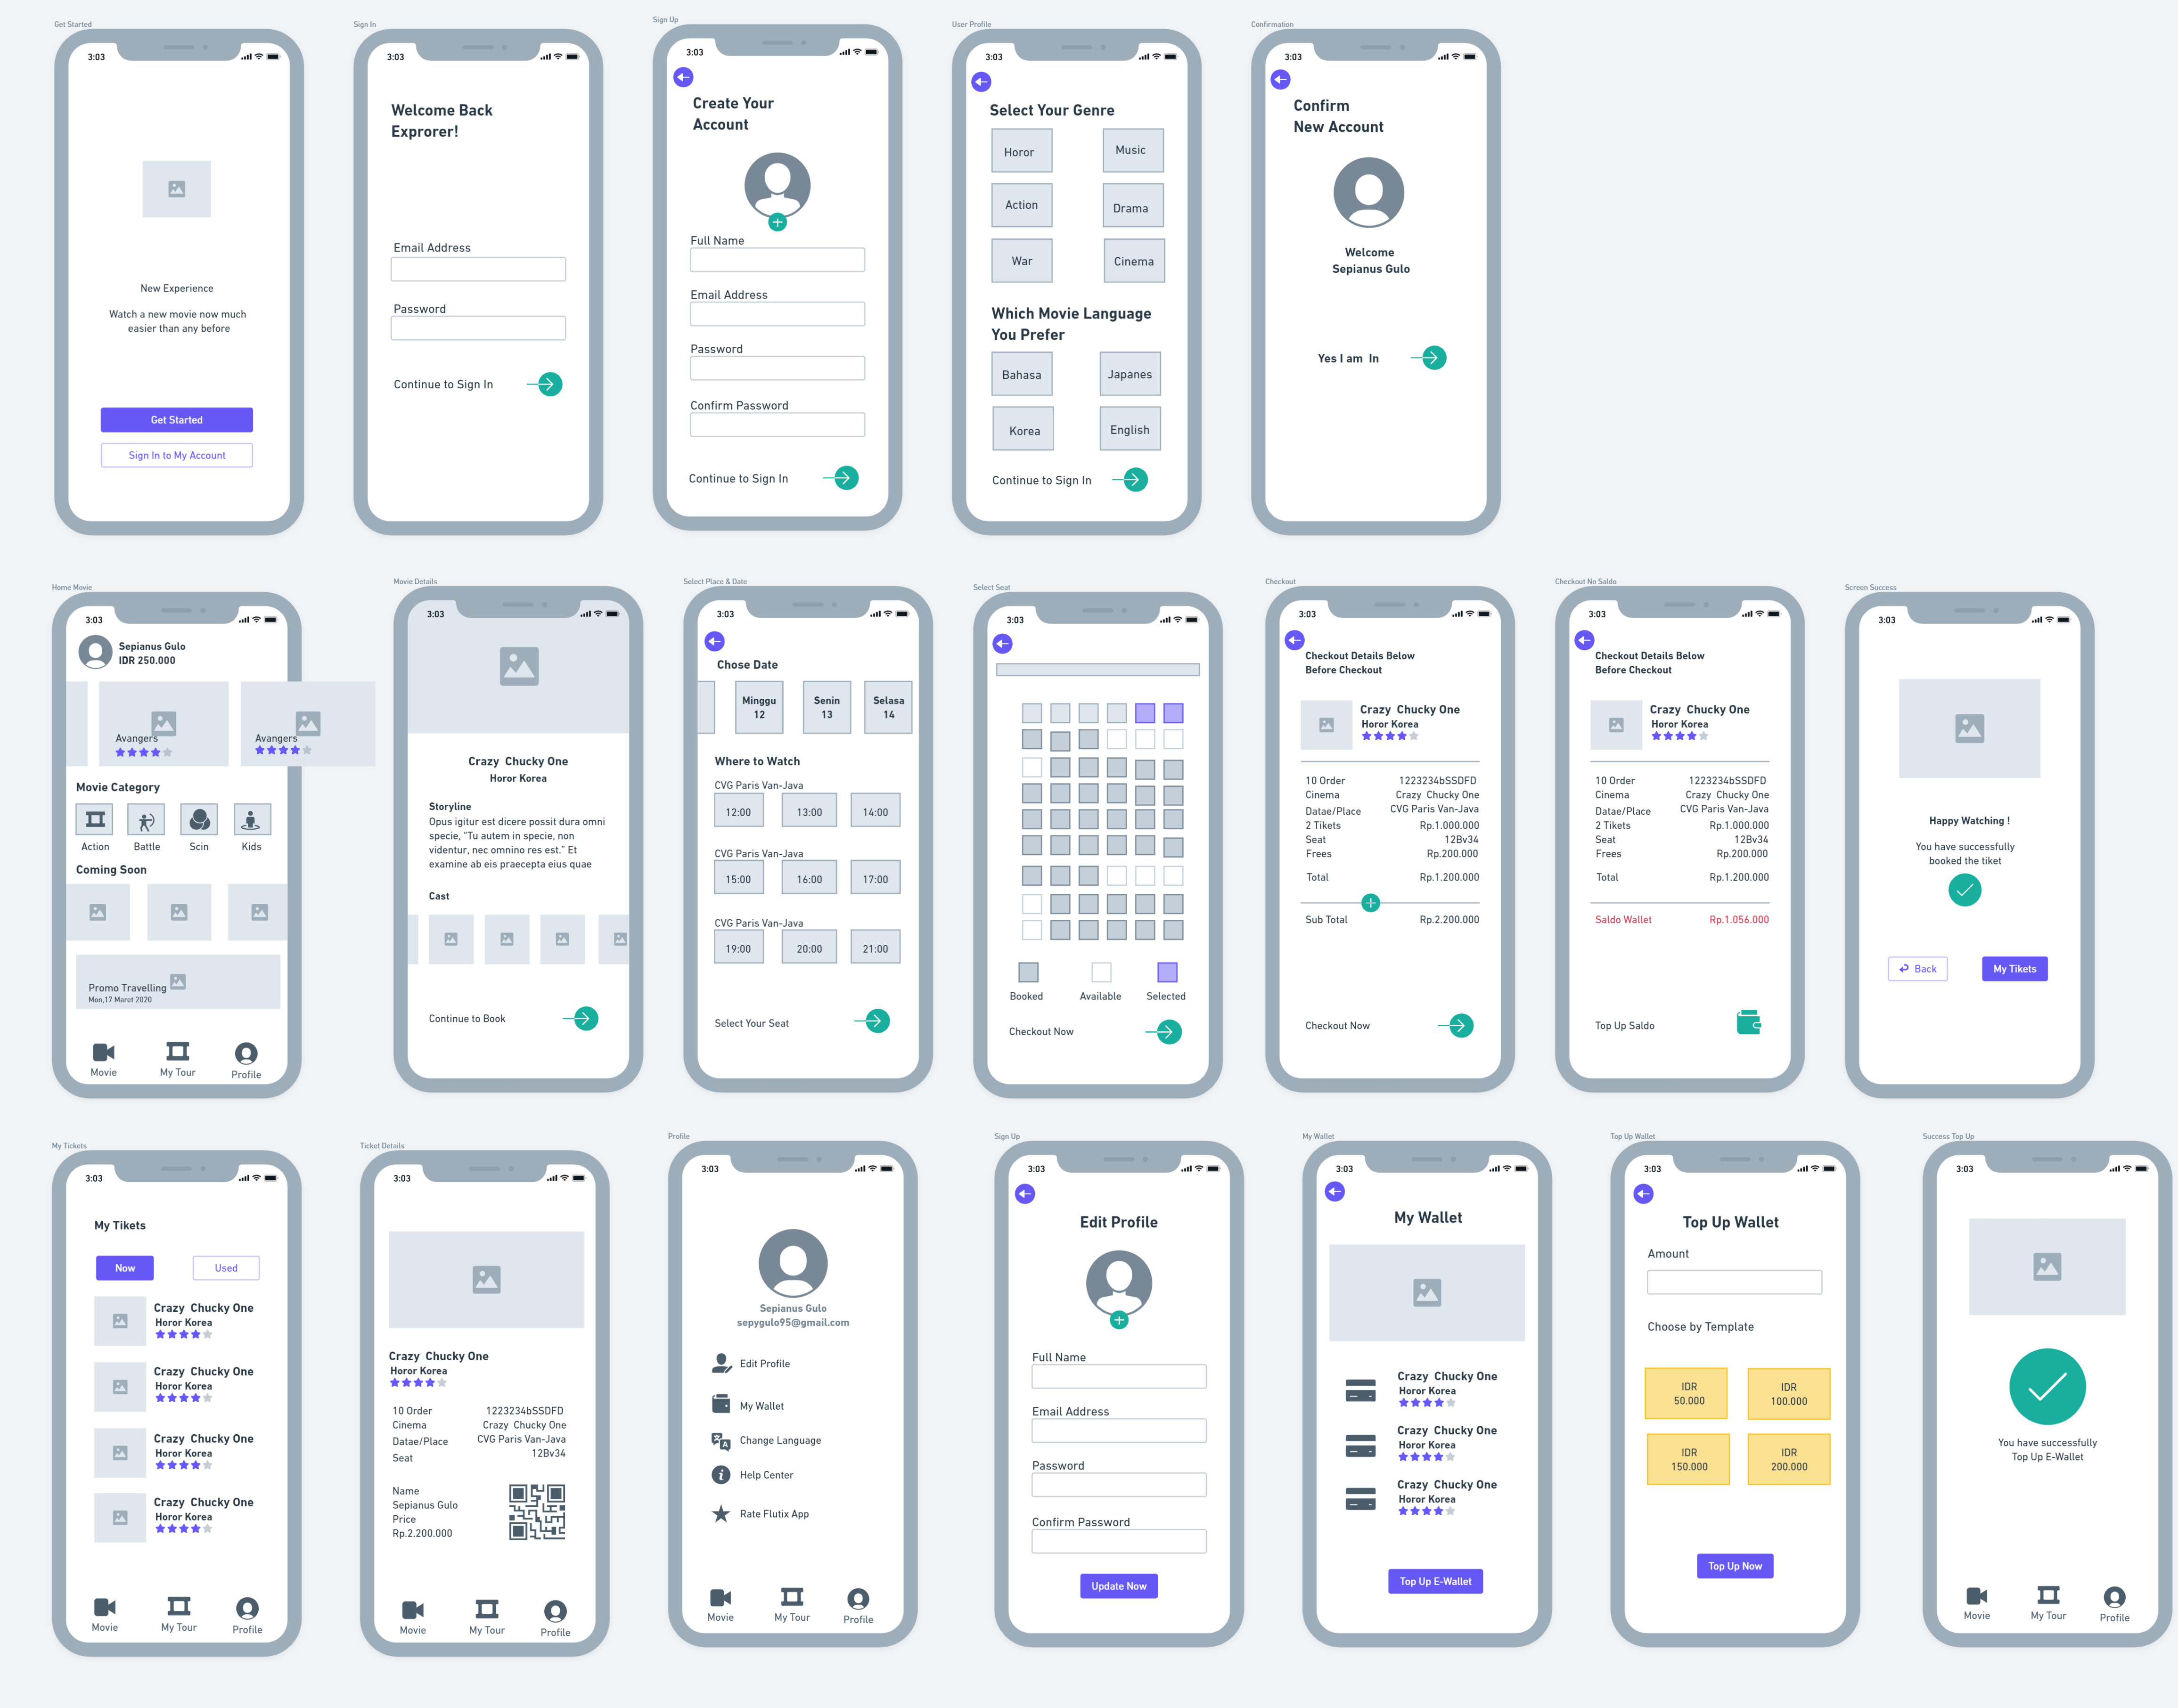 Get Started
3:03
New Experience
Watch a new movie now much
easier than any before
Get Started
Sign In to My Account
Sign In
3:03
Welcome Back
Exprorer!
Email Address
Password
Continue to Sign In
Sign Up
3:03
Create Your
Account
Full Name
Email Address
Password
Confirm Password
Continue to Sign In
User Profile
3:03
Select Your Genre
Horor
Music
Action
Drama
War
Cinema
Which Movie Language
You Prefer
Bahasa
Japanes
Korea
English
Continue to Sign In
Confirmation
3:03
Confirm
New Account
Welcome
Sepianus Gulo
Yes I am In
Home Movie
3:03
Sepianus Gulo
IDR 250.000
Avangers
Avangers
Movie Category
Action
Battle
Scin
Kids
Coming Soon
Promo Travelling
Mon,17 Maret 2020
Movie
My Tour
Profile
Movie Details
3:03
Crazy Chucky One
Horor Korea
Storyline
Opus igitur est dicere possit dura omni
specie, "Tu autem in specie, non
videntur, nec omnino res est." Et
examine ab eis praecepta eius quae
Cast
Continue to Book
Select Place & Date
3:03
Chose Date
Minggu
12
Senin
13
Selasa
14
Where to Watch
CVG Paris Van-Java
12:00
13:00
14:00
CVG Paris Van-Java
15:00
16:00
17:00
CVG Paris Van-Java
19:00
20:00
21:00
Select Your Seat
Select Seat
3:03
Booked
Available
Selected
Checkout Now
Checkout
3:03
Checkout Details Below
Before Checkout
Crazy Chucky One
Horor Korea
10 Order 1223234bSSDFD
Cinema Crazy Chucky One
Datae/Place CVG Paris Van-Java
2 Tikets Rp.1.000.000
Seat 12Bv34
Frees Rp.200.000
Total Rp.1.200.000
Sub Total Rp.2.200.000
Checkout Now
Checkout No Saldo
3:03
Checkout Details Below
Before Checkout
Crazy Chucky One
Horor Korea
10 Order 1223234bSSDFD
Cinema Crazy Chucky One
Datae/Place CVG Paris Van-Java
2 Tikets Rp.1.000.000
Seat 12Bv34
Frees Rp.200.000
Total Rp.1.200.000
Saldo Wallet Rp.1.056.000
Top Up Saldo
Screen Success
3:03
Happy Watching !
You have successfully
booked the tiket
Back
My Tikets
My Tickets
3:03
My Tikets
Now
Used
Crazy Chucky One
Horor Korea
Crazy Chucky One
Horor Korea
Crazy Chucky One
Horor Korea
Crazy Chucky One
Horor Korea
Movie
My Tour
Profile
Ticket Details
3:03
Crazy Chucky One
Horor Korea
10 Order 1223234bSSDFD
Cinema Crazy Chucky One
Datae/Place CVG Paris Van-Java
Seat 12Bv34
Name
Sepianus Gulo
Price
Rp.2.200.000
Movie
My Tour
Profile
Profile
3:03
Sepianus Gulo
sepygulo95@gmail.com
Edit Profile
My Wallet
Change Language
Help Center
Rate Flutix App
Movie
My Tour
Profile
Sign Up
3:03
Edit Profile
Full Name
Email Address
Password
Confirm Password
Update Now
My Wallet
3:03
My Wallet
Crazy Chucky One
Horor Korea
Crazy Chucky One
Horor Korea
Crazy Chucky One
Horor Korea
Top Up E-Wallet
Top Up Wallet
3:03
Top Up Wallet
Amount
Choose by Template
IDR
50.000
IDR
100.000
IDR
150.000
IDR
200.000
Top Up Now
Success Top Up
3:03
You have successfully
Top Up E-Wallet
Movie
My Tour
Profile